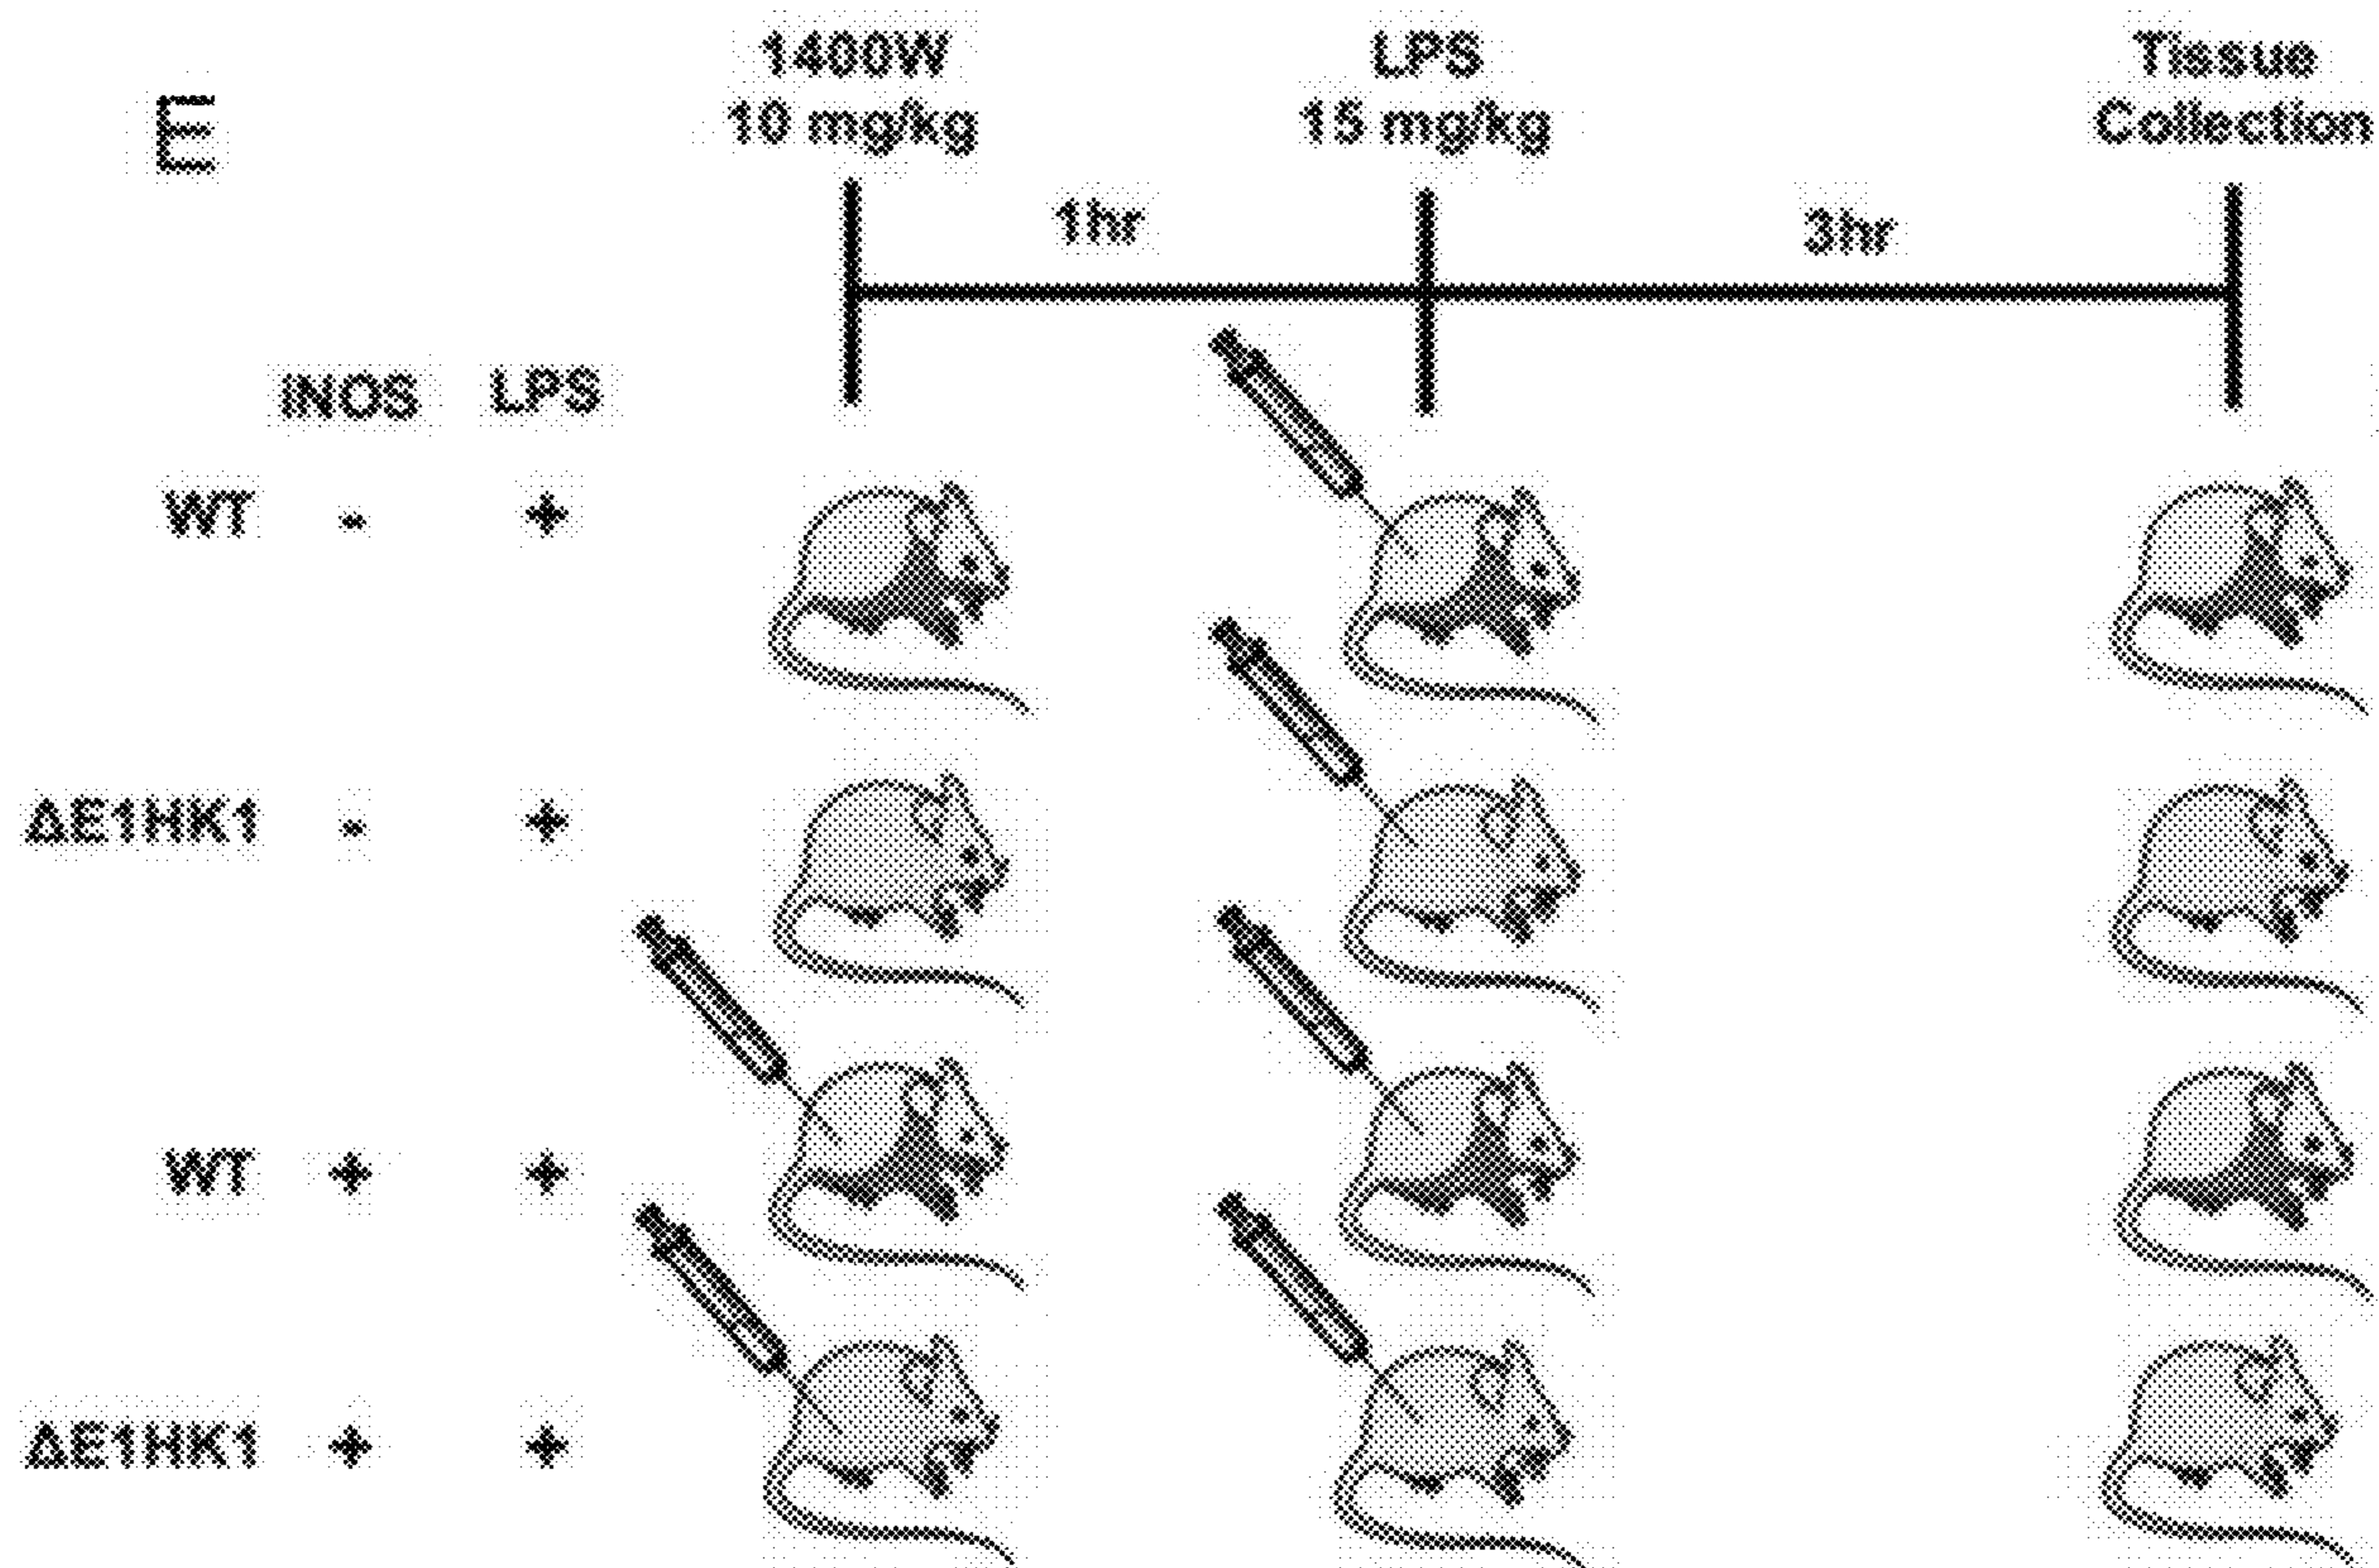 E
1400W
10 mg/kg
LPS
15 mg/kg
Tissue
Collection
1hr
3hr
iNOS LPS
WT - +
ΔE1HK1 - +
WT + +
ΔE1HK1 + +